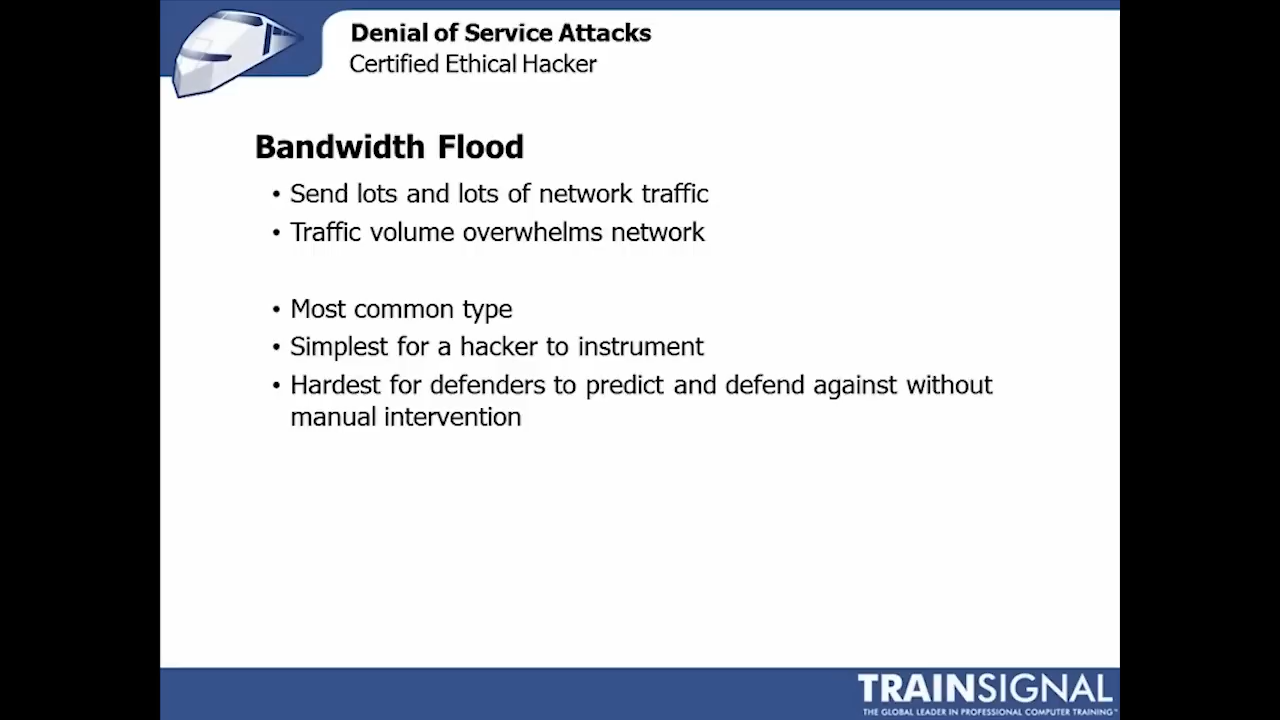 Denial of Service Attacks
Certified Ethical Hacker
Bandwidth Flood
• Send lots and lots of network traffic
• Traffic volume overwhelms network
• Most common type
• Simplest for a hacker to instrument
• Hardest for defenders to predict and defend against without
manual intervention
TRAINSIGNAL
THE GLOBAL LEADER IN PROFESSIONAL COMPUTER TRAINING™